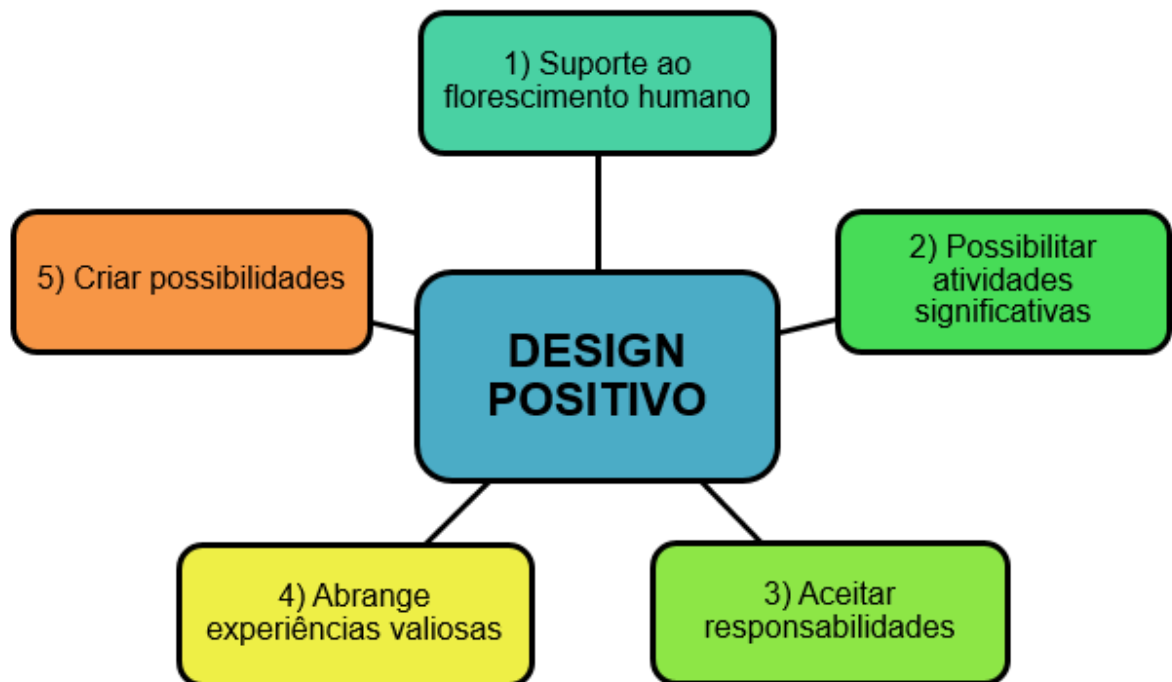 1) Suporte ao
florescimento humano
5) Criar possibilidades
2) Possibilitar
atividades
significativas
DESIGN
POSITIVO
4) Abrange
experiências valiosas
3) Aceitar
responsabilidades